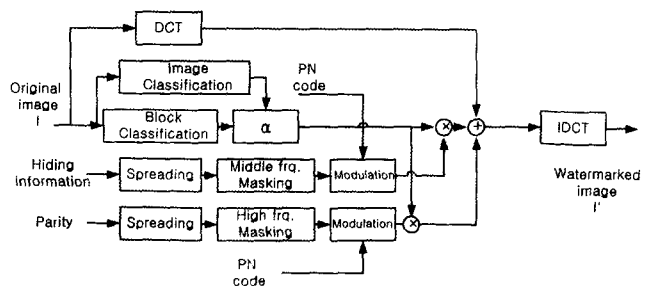 DCT
Image
Classification
PN
code
Original
image
I
Block
Classification
α
IDCT
Hiding
Information
Spreading
Middle frq.
Masking
Modulation
Watermarked
image
I'
Parity
Spreading
High frq.
Masking
Modulation
PN
code